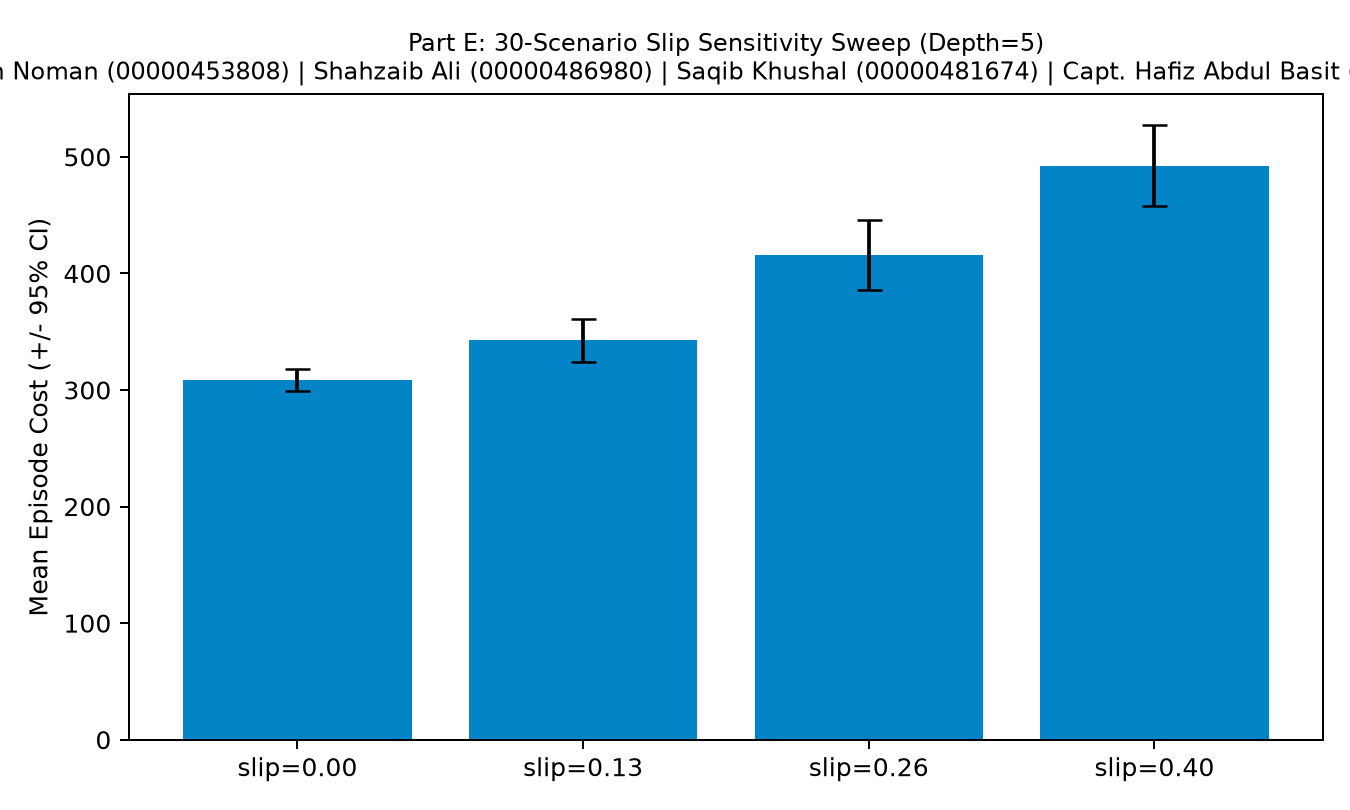 Part E: 30-Scenario Slip Sensitivity Sweep (Depth=5)
Noman (00000453808) | Shahzaib Ali (00000486980) | Saqib Khushal (00000481674) | Capt. Hafiz Abdul Basit
Mean Episode Cost (+/- 95% CI)
500
400
300
200
100
0
slip=0.00 slip=0.13 slip=0.26 slip=0.40